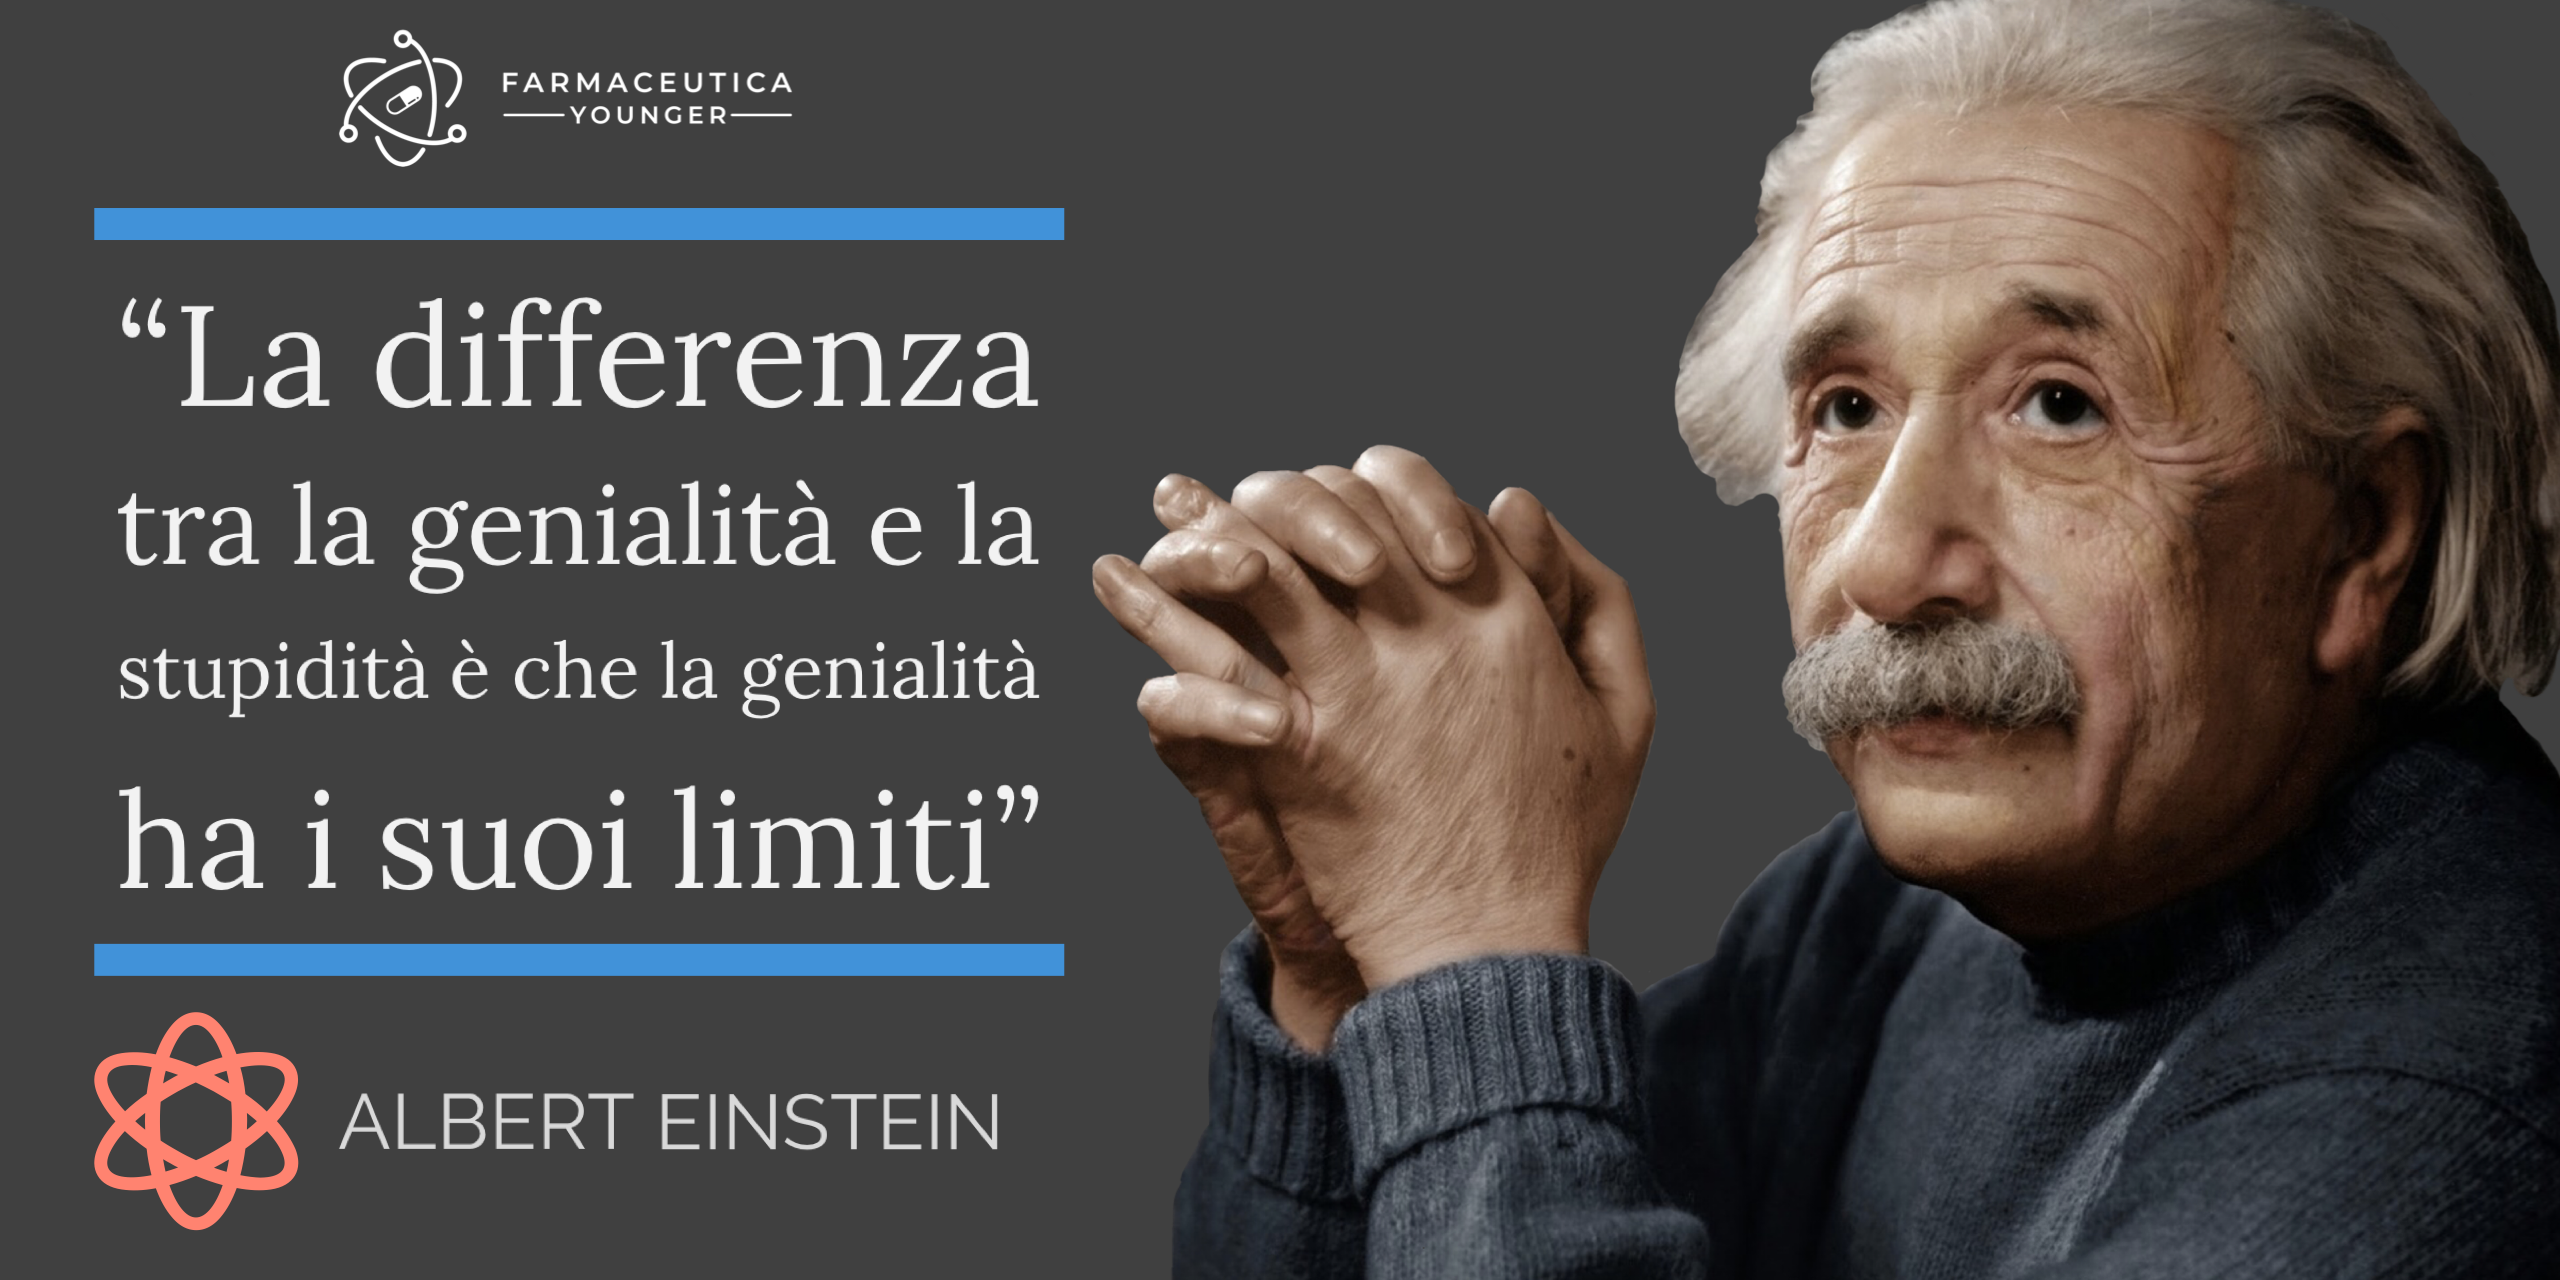 FARMACEUTICA
YOUNGER
“La differenza
tra la genialità e la
stupidità è che la genialità
ha i suoi limiti”
ALBERT EINSTEIN